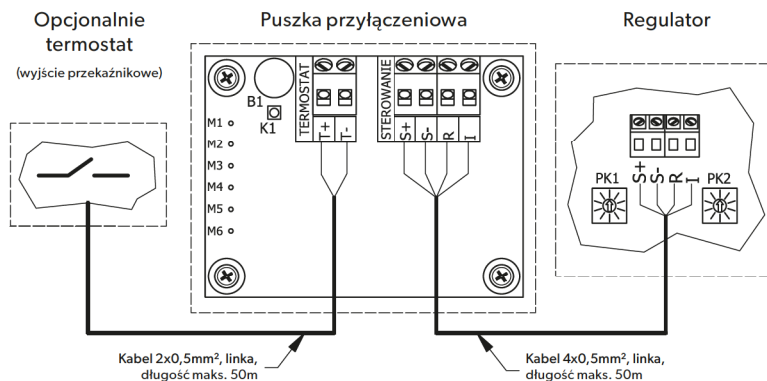 Opcjonalnie
termostat
(wyjście przekaźnikowe)
Puszka przyłączeniowa
Regulator
B1
K1
M1
M2
M3
M4
M5
M6
TERMOSTAT
T+
T-
STEROWANIE
S+
S-
R
I
PK1
S+
S-
R
I
PK2
Kabel 2x0,5mm², linka,
długość maks. 50m
Kabel 4x0,5mm², linka,
długość maks. 50m